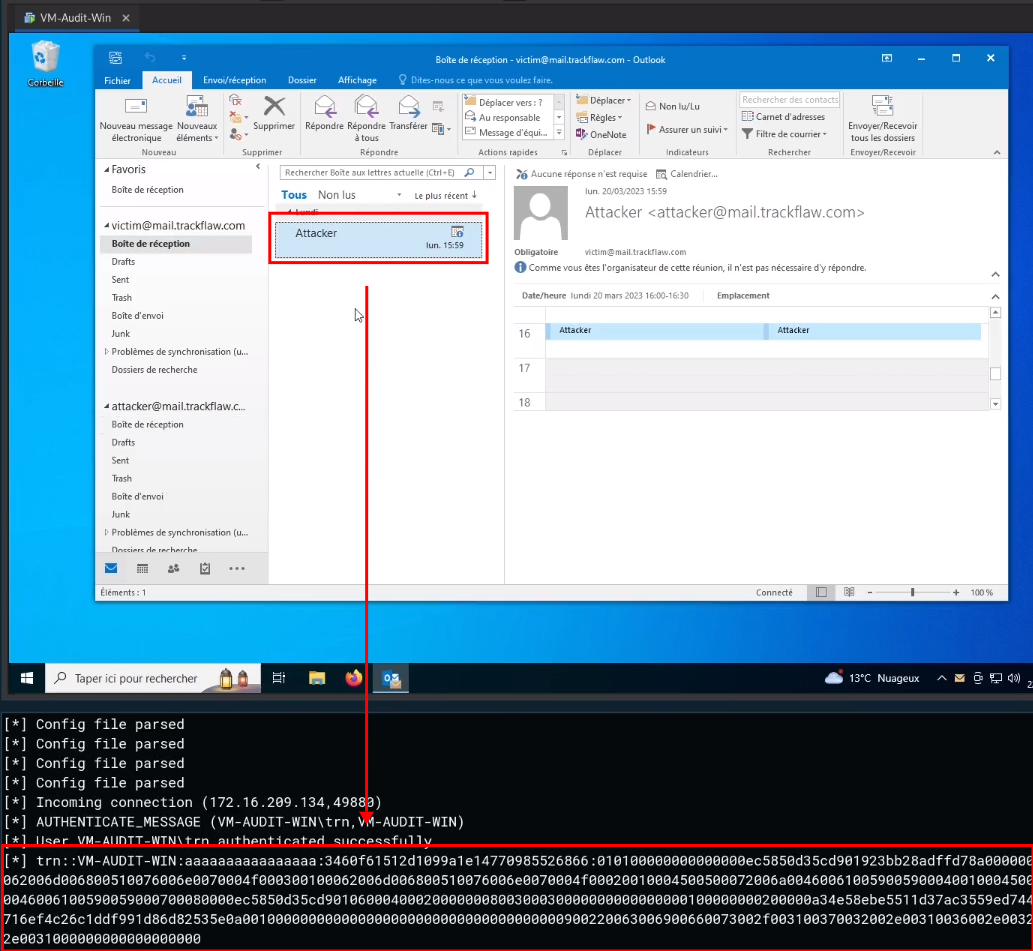 VM-Audit-Win
Corbeille
Boîte de réception - victim@mail.trackflaw.com - Outlook
Fichier Accueil Envoi/réception Dossier Affichage Dites-nous ce que vous voulez faire.
Nouveau message électronique
Nouveaux éléments
Nouveau
Supprimer
Supprimer
Répondre
Répondre à tous
Transférer
Répondre
Déplacer vers : ?
Au responsable
Message d'équi...
Actions rapides
Déplacer
Règles
OneNote
Déplacer
Non lu/Lu
Assurer un suivi
Indicateurs
Rechercher des contacts
Carnet d'adresses
Filtre de courrier
Rechercher
Envoyer/Recevoir tous les dossiers
Envoyer/Recevoir
Favoris
Boîte de réception
victim@mail.trackflaw.com
Boîte de réception
Drafts
Sent
Trash
Boîte d'envoi
Junk
Problèmes de synchronisation (u...
Dossiers de recherche
attacker@mail.trackflaw.c...
Boîte de réception
Drafts
Sent
Trash
Boîte d'envoi
Junk
Problèmes de synchronisation (u...
Dossiers de recherche
Rechercher Boîte aux lettres actuelle (Ctrl+E)
Tous Non lus Le plus récent
Lundi
Attacker
lun. 15:59
Aucune réponse n'est requise Calendrier...
lun. 20/03/2023 15:59
Attacker <attacker@mail.trackflaw.com>
Obligatoire victim@mail.trackflaw.com
Comme vous êtes l'organisateur de cette réunion, il n'est pas nécessaire d'y répondre.
Date/heure lundi 20 mars 2023 16:00-16:30 Emplacement
16 Attacker Attacker
17
18
Éléments : 1 Connecté 100 %
Taper ici pour rechercher 13°C Nuageux
[*] Config file parsed
[*] Config file parsed
[*] Config file parsed
[*] Config file parsed
[*] Incoming connection (172.16.209.134,49880)
[*] AUTHENTICATE_MESSAGE (VM-AUDIT-WIN\trn,VM-AUDIT-WIN)
[*] User VM-AUDIT-WIN\trn authenticated successfully
[*] trn::VM-AUDIT-WIN:aaaaaaaaaaaaaaaa:3460f61512d1099a1e14770985526866:010100000000000000ec5850d35cd901923bb28adffd78a000000
062006d006800510076006e0070004f000300100062006d006800510076006e0070004f000200100045005000720​06a004600610059005900040010004500
0046006100590059000700080000ec5850d35cd90106000400020000000800300030000000000000000100000000200000a34e58ebe5511d37ac3559ed744
716ef4c26c1ddf991d86d82535e0a0010000000000000000000000000000000000009002200630069006600730​02f003100370032002e00310036002e0032
2e0031000000000000000000